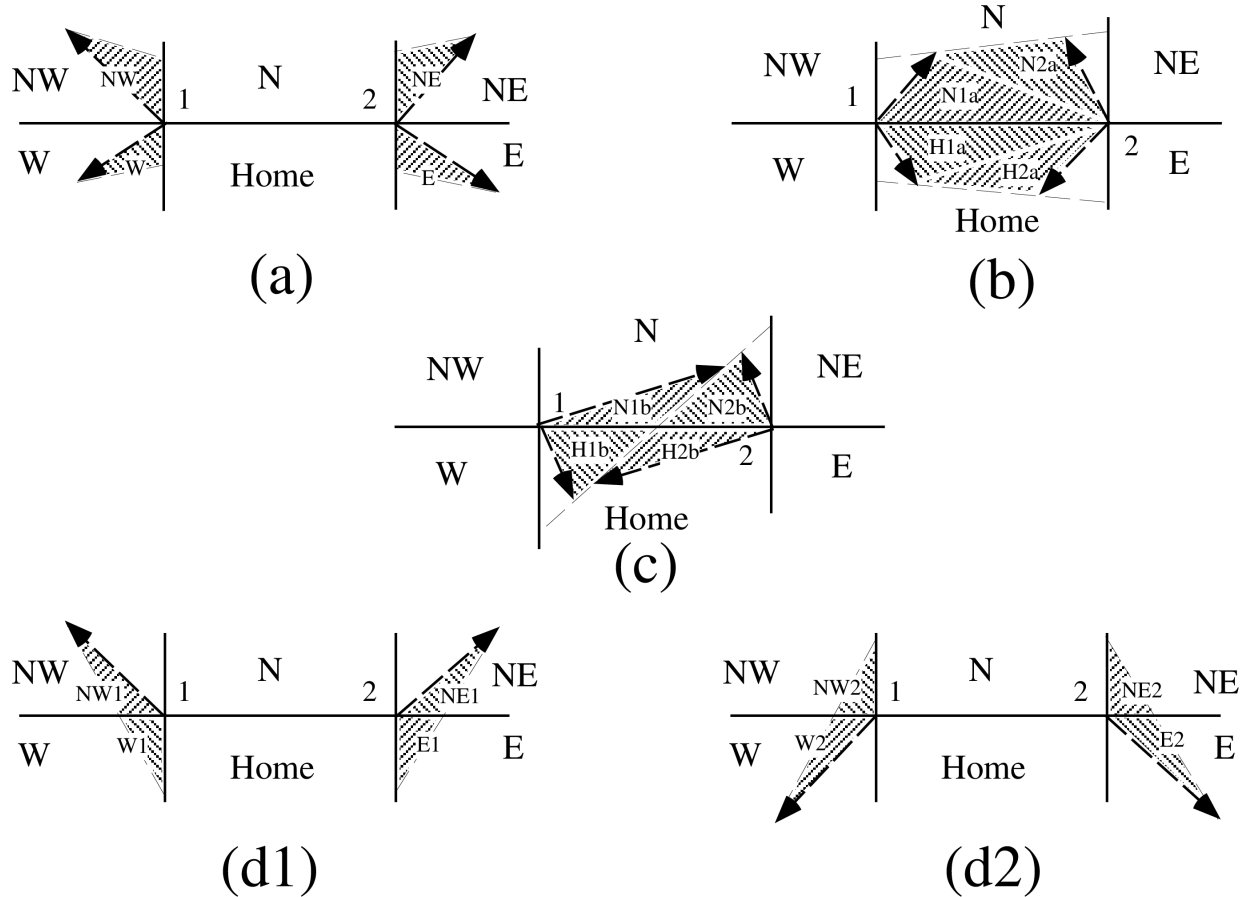 NW NW N NE NE
1 2
W W Home E E
(a)
N
NW N2a NE
1 N1a
H1a 2
W H2a E
Home
(b)
N
NW NE
1 N1b N2b
W H1b H2b 2 E
Home
(c)
NW NW1 1 N 2 NE1 NE
W W1 Home E1 E
(d1)
NW NW2 1 N 2 NE2 NE
W W2 Home E2 E
(d2)